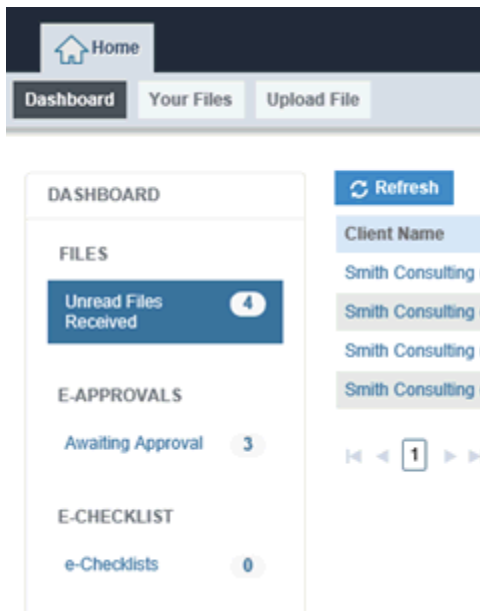 Home
Dashboard Your Files Upload File
DASHBOARD
FILES
Unread Files
Received 4
E-APPROVALS
Awaiting Approval 3
E-CHECKLIST
e-Checklists 0
Refresh
Client Name
Smith Consulting
Smith Consulting
Smith Consulting
Smith Consulting
1